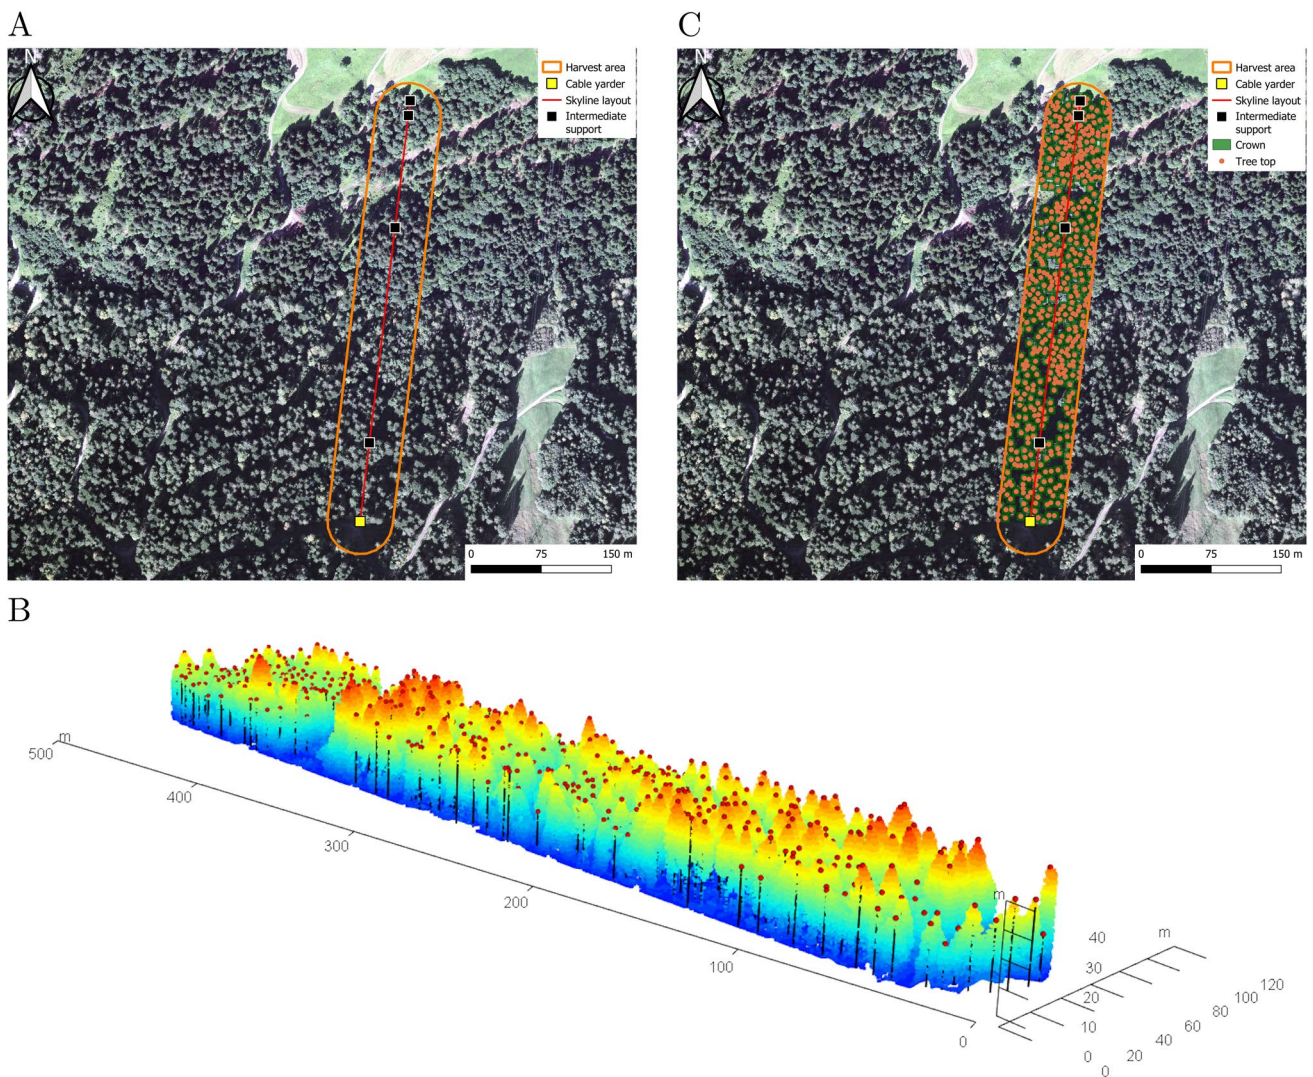 A
N
Harvest area
Cable yarder
Skyline layout
Intermediate
support
0 75 150 m
C
N
Harvest area
Cable yarder
Skyline layout
Intermediate
support
Crown
Tree top
0 75 150 m
B
m
500
400
300
200
100
0
m
40
30
20
10
0
m
120
100
80
60
40
20
0